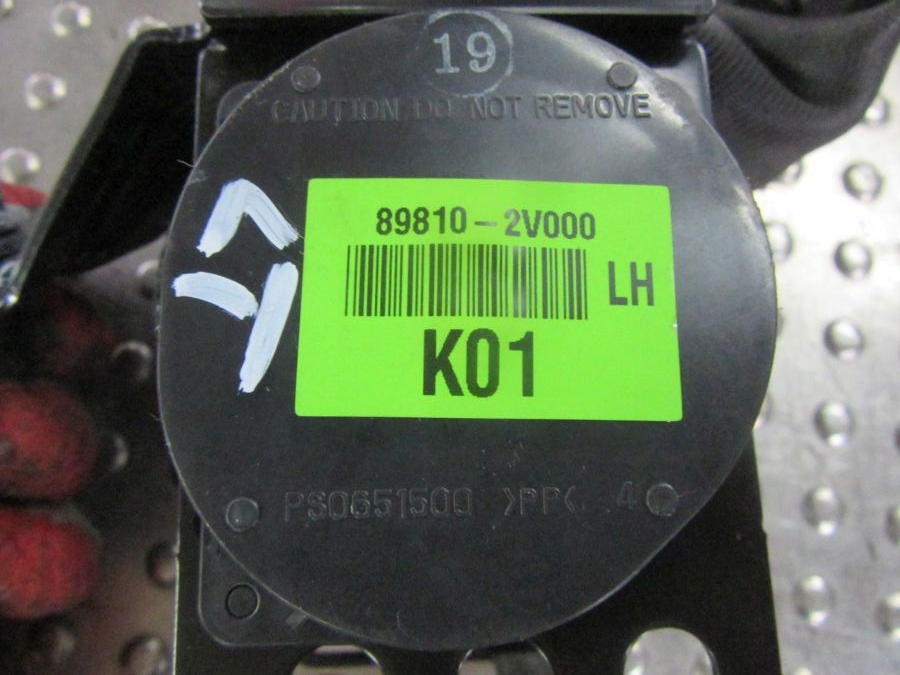 19
CAUTION DO NOT REMOVE
89810-2V000
LH
K01
PS0651500 >PP< 4